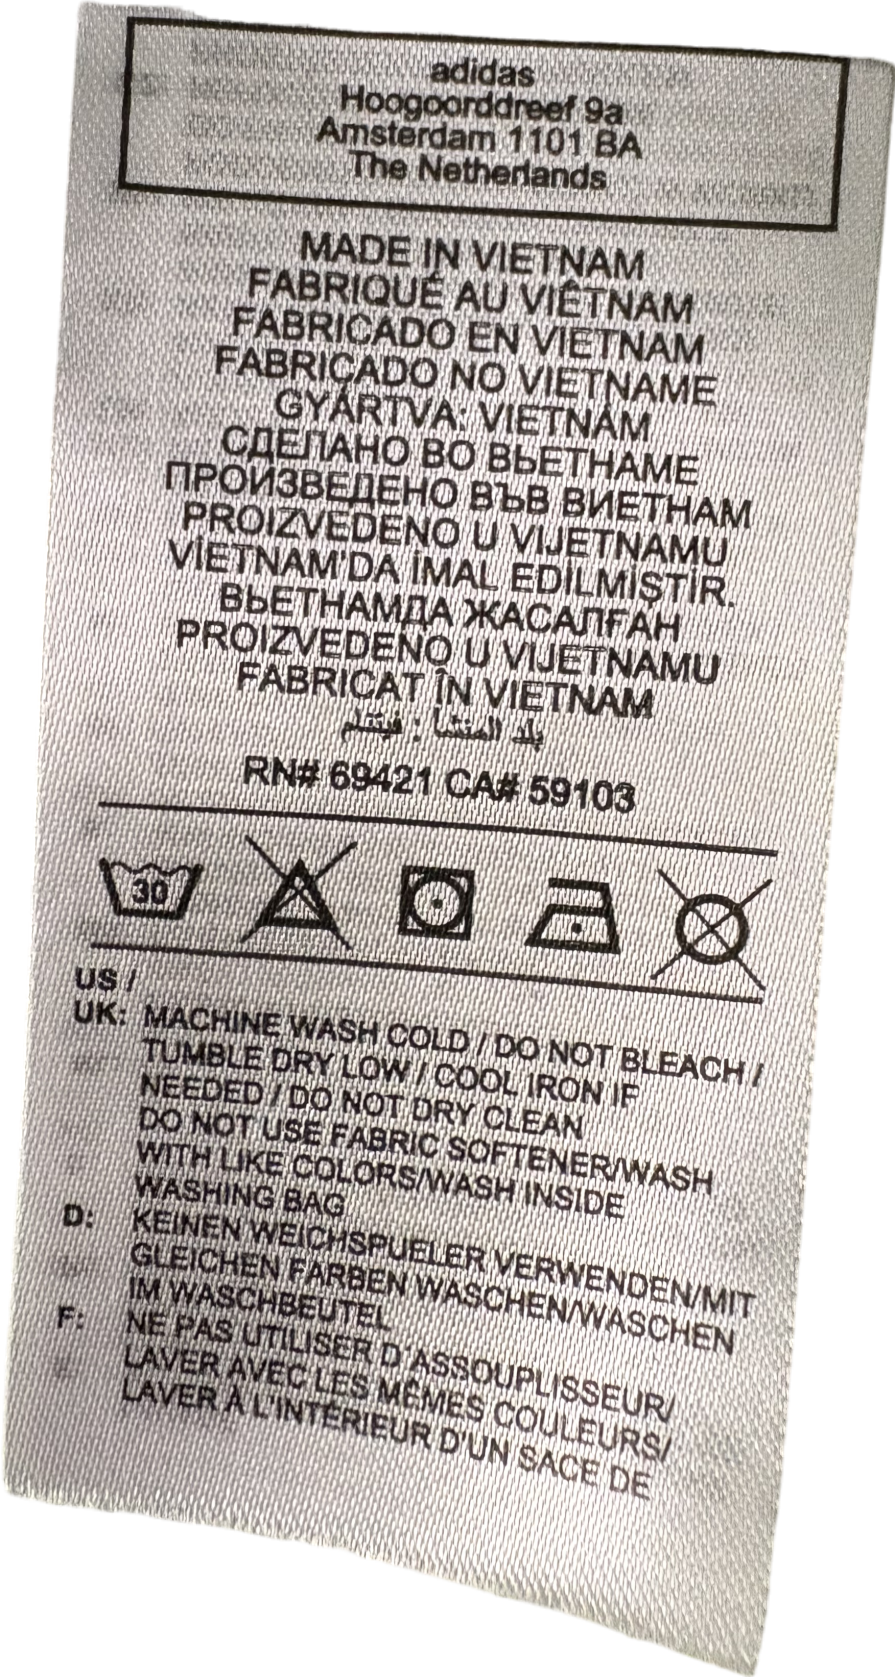 adidas
Hoogoorddreef 9a
Amsterdam 1101 BA
The Netherlands
MADE IN VIETNAM
FABRIQUÉ AU VIÊTNAM
FABRICADO EN VIETNAM
FABRICADO NO VIETNAME
GYÁRTVA: VIETNÁM
СДЕЛАНО ВО ВЬЕТНАМЕ
ПРОИЗВЕДЕНО ВЪВ ВИЕТНАМ
PROIZVEDENO U VIJETNAMU
VİETNAM'DA İMAL EDİLMİŞTİR.
ВЬЕТНАМДА ЖАСАЛҒАН
PROIZVEDENO U VIJETNAMU
FABRICAT ÎN VIETNAM
بلد المنشأ : فيتنام
RN# 69421 CA# 59103
30
US /
UK: MACHINE WASH COLD / DO NOT BLEACH /
TUMBLE DRY LOW / COOL IRON IF
NEEDED / DO NOT DRY CLEAN
DO NOT USE FABRIC SOFTENER/WASH
WITH LIKE COLORS/WASH INSIDE
WASHING BAG
D: KEINEN WEICHSPUELER VERWENDEN/MIT
GLEICHEN FARBEN WASCHEN/WASCHEN
IM WASCHBEUTEL
F: NE PAS UTILISER D'ASSOUPLISSEUR/
LAVER AVEC LES MÊMES COULEURS/
LAVER À L'INTÉRIEUR D'UN SACE DE